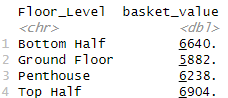 Floor_Level basket_value
<chr> <dbl>
1 Bottom Half 6640.
2 Ground Floor 5882.
3 Penthouse 6238.
4 Top Half 6904.